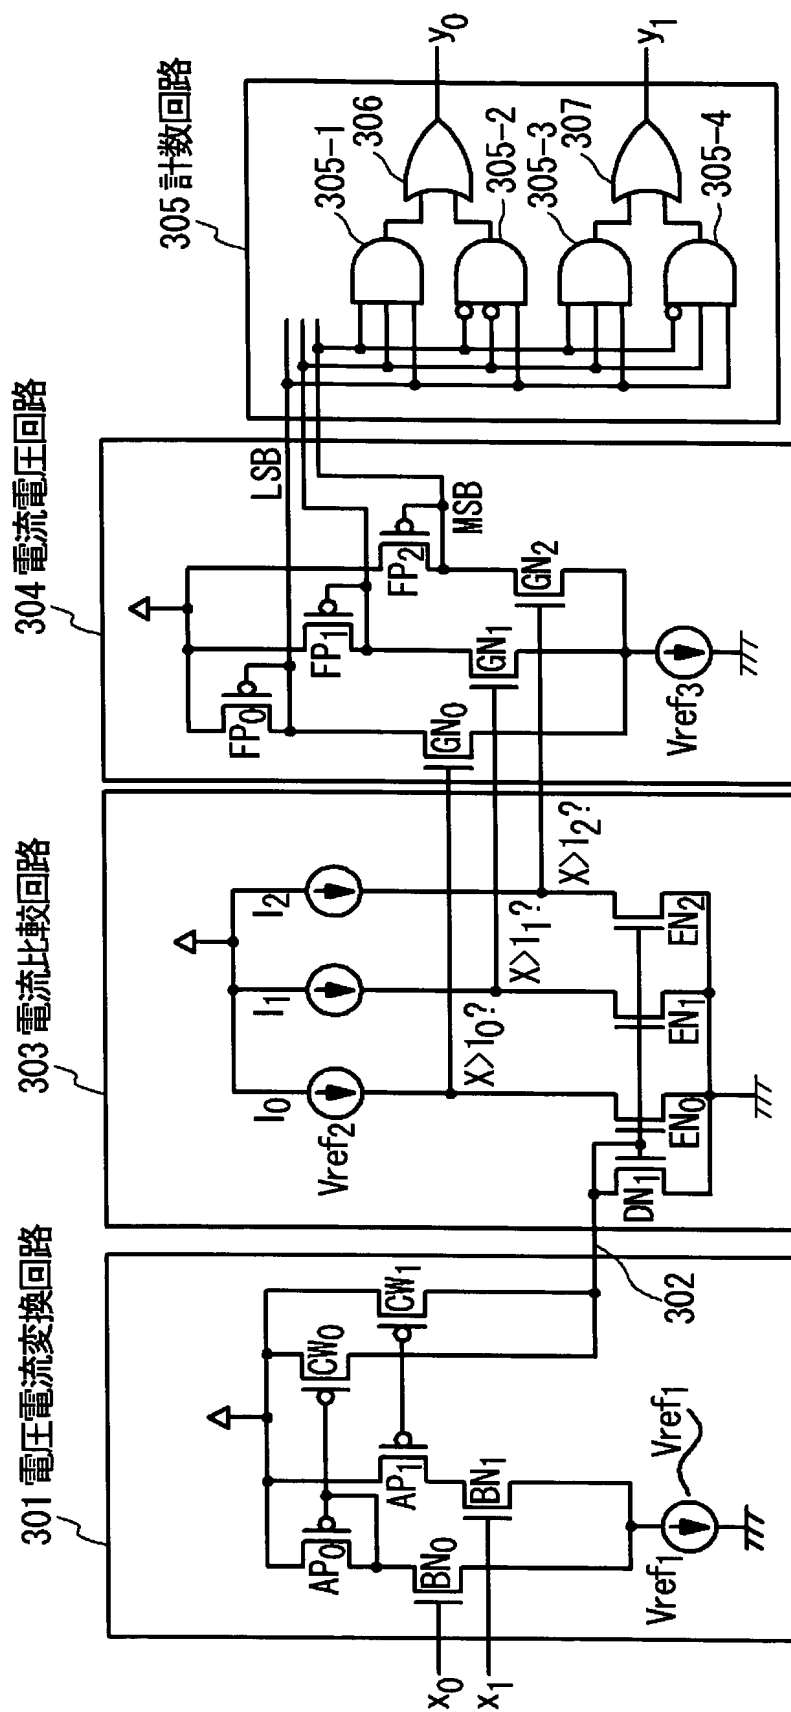 301 電圧電流変換回路
AP0
CW0
CW1
AP1
BN0
BN1
x0
x1
Vref1
Vref1
302
303 電流比較回路
I0
I1
I2
Vref2
X>10?
X>11?
X>12?
DN1
EN0
EN1
EN2
304 電流電圧回路
FP0
FP1
FP2
LSB
MSB
GN0
GN1
GN2
Vref3
305 計数回路
305-1
306
305-2
305-3
307
305-4
y0
y1